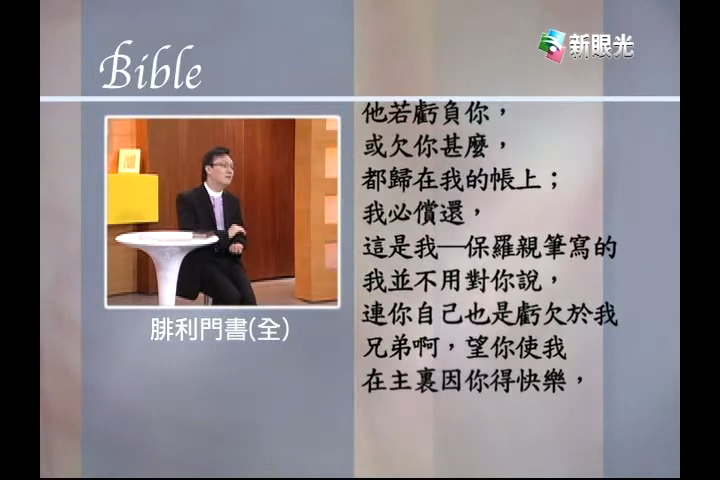 Bible
新眼光
他若虧負你，
或欠你甚麼，
都歸在我的帳上；
我必償還，
這是我─保羅親筆寫的
我並不用對你說，
連你自己也是虧欠於我
兄弟啊，望你使我
在主裏因你得快樂，
腓利門書(全)